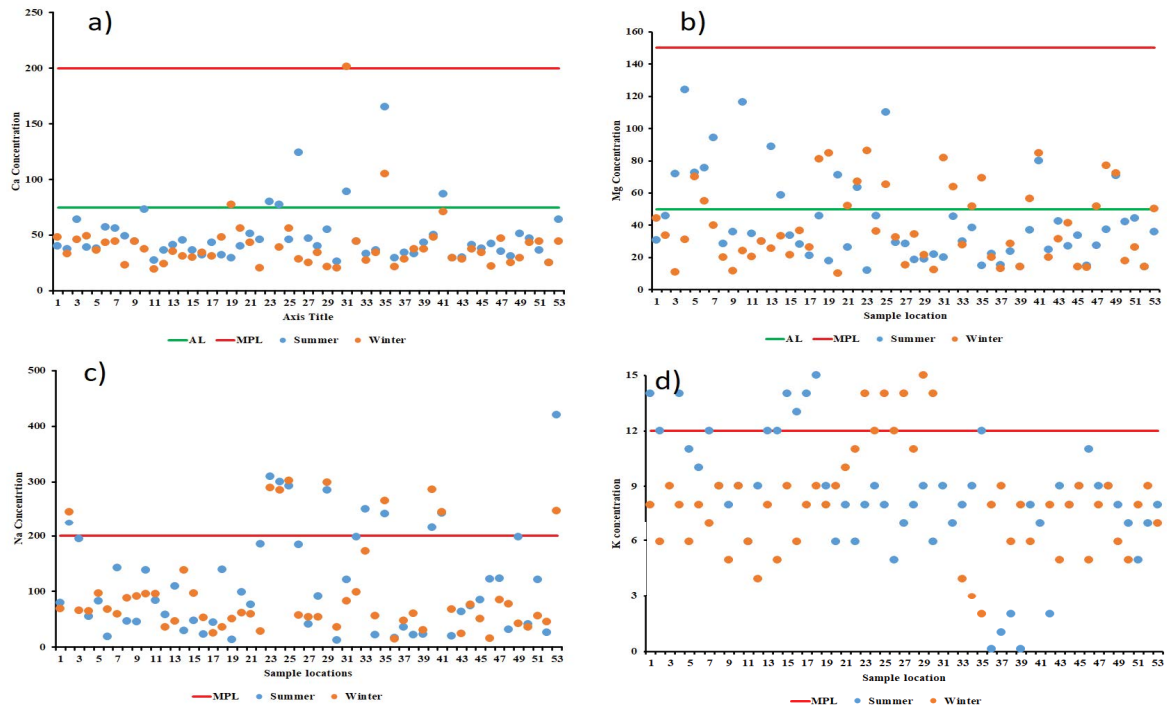 a)
250
200
150
100
50
0
Ca Concentration
1 3 5 7 9 11 13 15 17 19 21 23 25 27 29 31 33 35 37 39 41 43 45 47 49 51 53
Axis Title
AL MPL Summer Winter
b)
160
140
120
100
80
60
40
20
0
Mg Concentration
1 3 5 7 9 11 13 15 17 19 21 23 25 27 29 31 33 35 37 39 41 43 45 47 49 51 53
Sample location
AL MPL Summer Winter
c)
500
400
300
200
100
0
Na Cxncentrition
1 3 5 7 9 11 13 15 17 19 21 23 25 27 29 31 33 35 37 39 41 43 45 47 49 51 53
Sample locations
MPL Summer Winter
d)
15
12
9
6
3
0
K concentration
1 3 5 7 9 11 13 15 17 19 21 23 25 27 29 31 33 35 37 39 41 43 45 47 49 51 53
Sample location
MPL Summer Winter